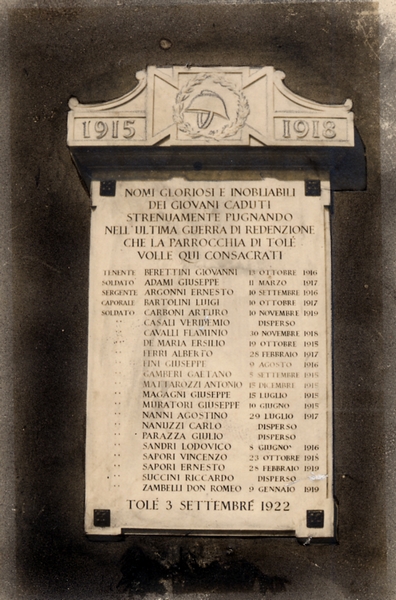 1915 1918
NOMI GLORIOSI E INOBLIABILI
DEI GIOVANI CADUTI
STRENUAMENTE PUGNANDO
NELL'ULTIMA GUERRA DI REDENZIONE
CHE LA PARROCCHIA DI TOLÉ
VOLLE QUI CONSACRATI
TENENTE BERETTINI GIOVANNI 13 OTTOBRE 1916
SOLDATO ADAMI GIUSEPPE 11 MARZO 1917
SERGENTE ARGONNI ERNESTO 10 SETTEMBRE 1916
CAPORALE BARTOLINI LUIGI 10 OTTOBRE 1917
SOLDATO CARBONI ARTURO 10 NOVEMBRE 1919
" CASALI VERIDEMIO DISPERSO
" CAVALLI FLAMINIO 30 NOVEMBRE 1918
" DE MARIA ERSILIO 19 OTTOBRE 1915
" FERRI ALBERTO 28 FEBBRAIO 1917
" FINI GIUSEPPE 9 AGOSTO 1916
" GAMBERI GAETANO SETTEMBRE
" MATTAROZZI ANTONIO 15 DICEMBRE
" MAGAGNI GIUSEPPE 15 LUGLIO 1915
" MURATORI GIUSEPPE 10 GIUGNO 1915
" NANNI AGOSTINO 29 LUGLIO 1917
" NANUZZI CARLO DISPERSO
" PARAZZA GIULIO DISPERSO
" SANDRI LODOVICO 8 GIUGNO 1916
" SAPORI VINCENZO 23 OTTOBRE 1918
" SAPORI ERNESTO 28 FEBBRAIO 1919
" SUCCINI RICCARDO DISPERSO
" ZAMBELLI DON ROMEO 9 GENNAIO 1919
TOLÉ 3 SETTEMBRE 1922